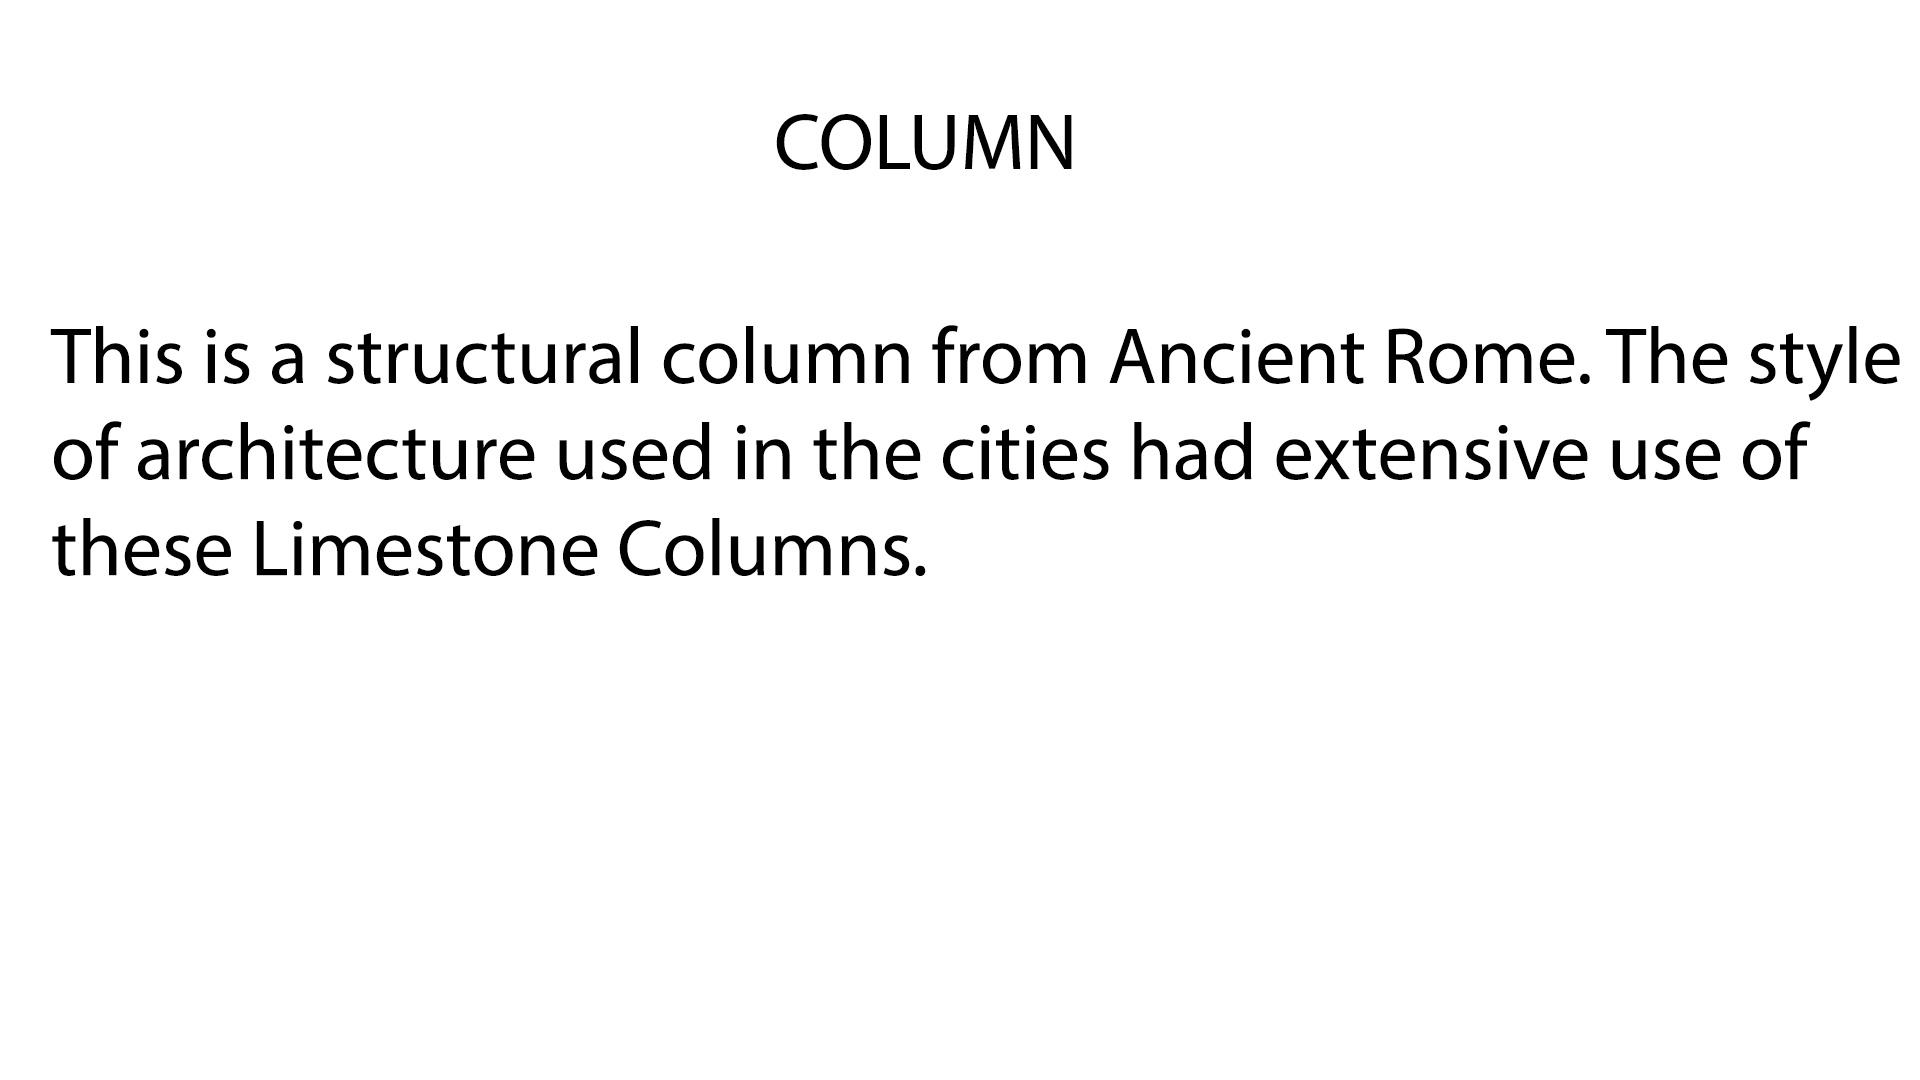 COLUMN
This is a structural column from Ancient Rome. The style
of architecture used in the cities had extensive use of
these Limestone Columns.